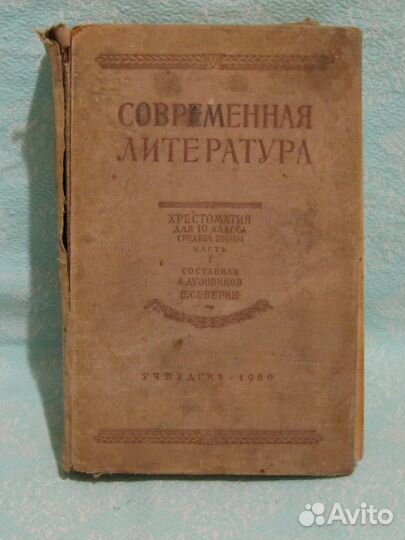 СОВРЕМЕННАЯ
ЛИТЕРАТУРА
ХРЕСТОМАТИЯ
ДЛЯ 10 КЛАССА
СРЕДНЕЙ ШКОЛЫ
ЧАСТЬ
I
СОСТАВИЛИ
А.ДУБОВИКОВ
Е.СЕВЕРИН
УЧПЕДГИЗ · 1950
Avito